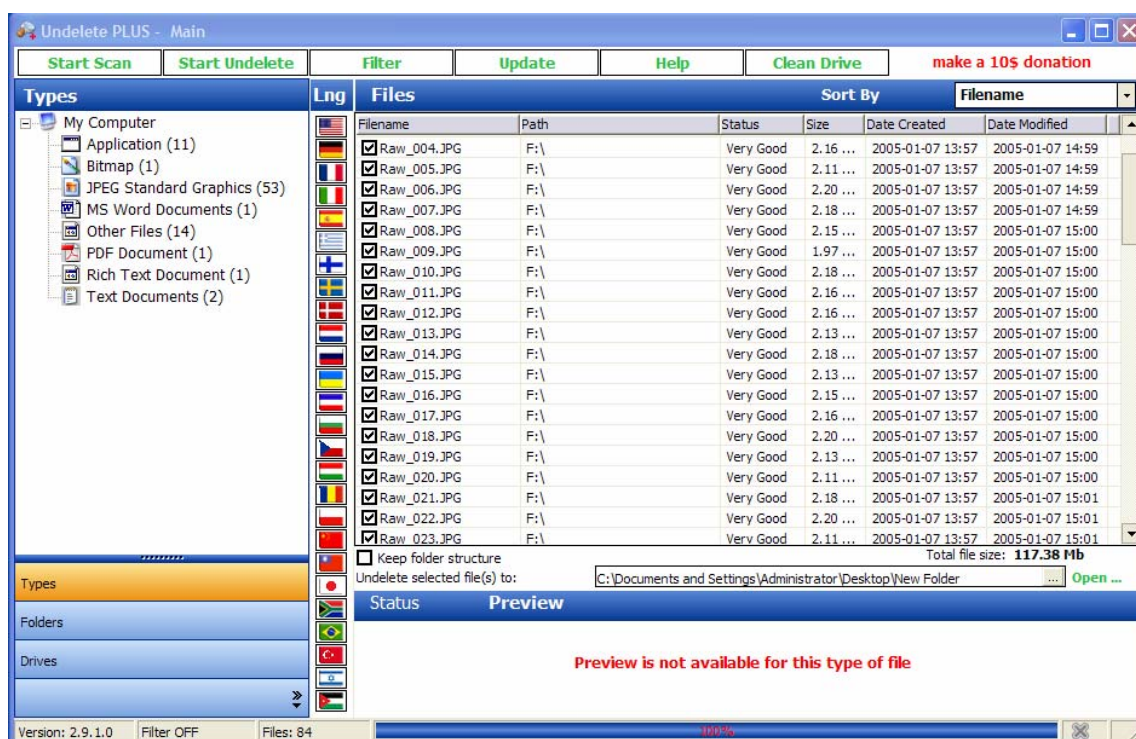 Undelete PLUS - Main
Start Scan Start Undelete Filter Update Help Clean Drive make a 10$ donation
Types Lng Files Sort By Filename
My Computer
Application (11)
Bitmap (1)
JPEG Standard Graphics (53)
MS Word Documents (1)
Other Files (14)
PDF Document (1)
Rich Text Document (1)
Text Documents (2)
Filename Path Status Size Date Created Date Modified
Raw_004.JPG F:\ Very Good 2.16 ... 2005-01-07 13:57 2005-01-07 14:59
Raw_005.JPG F:\ Very Good 2.11 ... 2005-01-07 13:57 2005-01-07 14:59
Raw_006.JPG F:\ Very Good 2.20 ... 2005-01-07 13:57 2005-01-07 14:59
Raw_007.JPG F:\ Very Good 2.18 ... 2005-01-07 13:57 2005-01-07 14:59
Raw_008.JPG F:\ Very Good 2.15 ... 2005-01-07 13:57 2005-01-07 15:00
Raw_009.JPG F:\ Very Good 1.97 ... 2005-01-07 13:57 2005-01-07 15:00
Raw_010.JPG F:\ Very Good 2.18 ... 2005-01-07 13:57 2005-01-07 15:00
Raw_011.JPG F:\ Very Good 2.16 ... 2005-01-07 13:57 2005-01-07 15:00
Raw_012.JPG F:\ Very Good 2.16 ... 2005-01-07 13:57 2005-01-07 15:00
Raw_013.JPG F:\ Very Good 2.13 ... 2005-01-07 13:57 2005-01-07 15:00
Raw_014.JPG F:\ Very Good 2.18 ... 2005-01-07 13:57 2005-01-07 15:00
Raw_015.JPG F:\ Very Good 2.13 ... 2005-01-07 13:57 2005-01-07 15:00
Raw_016.JPG F:\ Very Good 2.15 ... 2005-01-07 13:57 2005-01-07 15:00
Raw_017.JPG F:\ Very Good 2.16 ... 2005-01-07 13:57 2005-01-07 15:00
Raw_018.JPG F:\ Very Good 2.20 ... 2005-01-07 13:57 2005-01-07 15:00
Raw_019.JPG F:\ Very Good 2.13 ... 2005-01-07 13:57 2005-01-07 15:00
Raw_020.JPG F:\ Very Good 2.11 ... 2005-01-07 13:57 2005-01-07 15:00
Raw_021.JPG F:\ Very Good 2.18 ... 2005-01-07 13:57 2005-01-07 15:01
Raw_022.JPG F:\ Very Good 2.20 ... 2005-01-07 13:57 2005-01-07 15:01
Raw_023.JPG F:\ Very Good 2.11 ... 2005-01-07 13:57 2005-01-07 15:01
Keep folder structure Total file size: 117.38 Mb
Undelete selected file(s) to: C:\Documents and Settings\Administrator\Desktop\New Folder ... Open ...
Types
Folders
Drives
Status Preview
Preview is not available for this type of file
Version: 2.9.1.0 Filter OFF Files: 84 100%